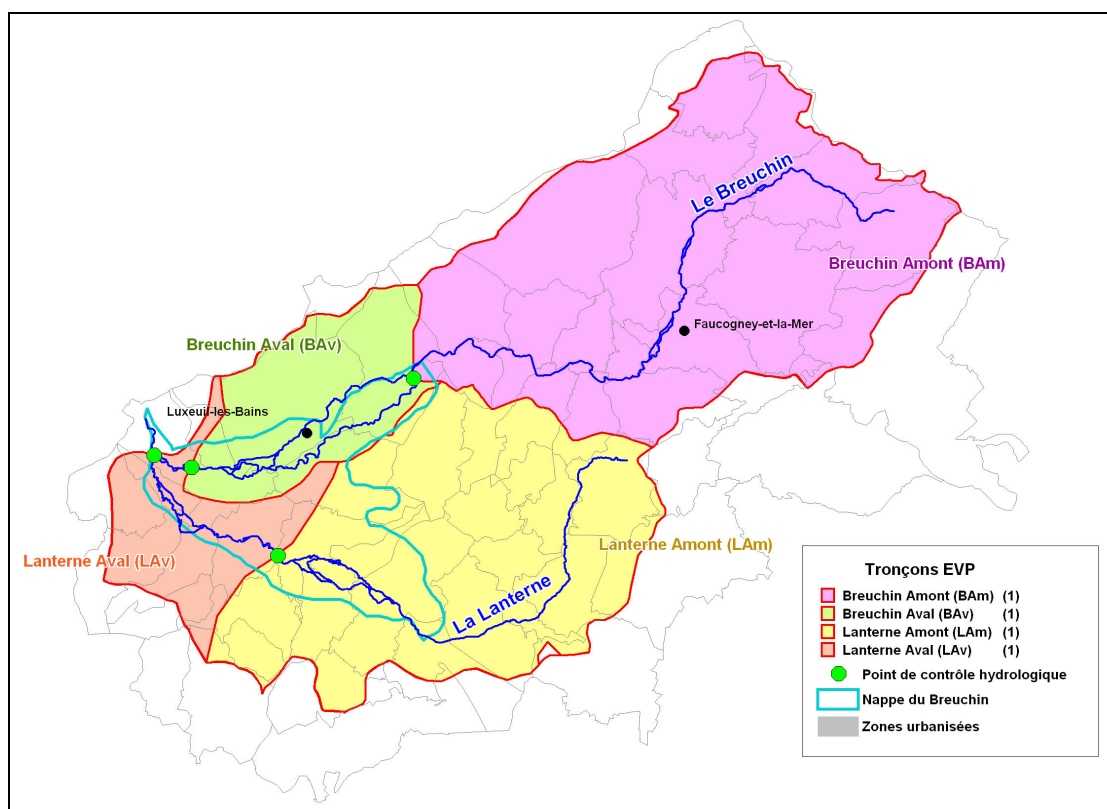 Le Breuchin
Breuchin Amont (BAm)
Faucogney-et-la-Mer
Breuchin Aval (BAv)
Luxeuil-les-Bains
Lanterne Amont (LAm)
Lanterne Aval (LAv)
La Lanterne
Tronçons EVP
Breuchin Amont (BAm) (1)
Breuchin Aval (BAv) (1)
Lanterne Amont (LAm) (1)
Lanterne Aval (LAv) (1)
Point de contrôle hydrologique
Nappe du Breuchin
Zones urbanisées